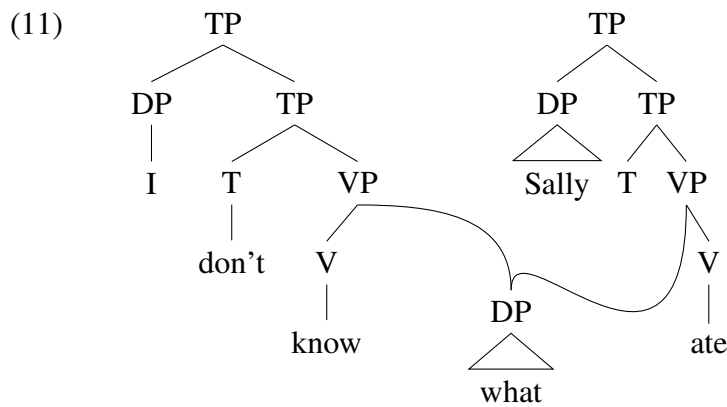 (11) TP TP
DP TP DP TP
I T VP Sally T VP
don't V V
DP
know ate
what